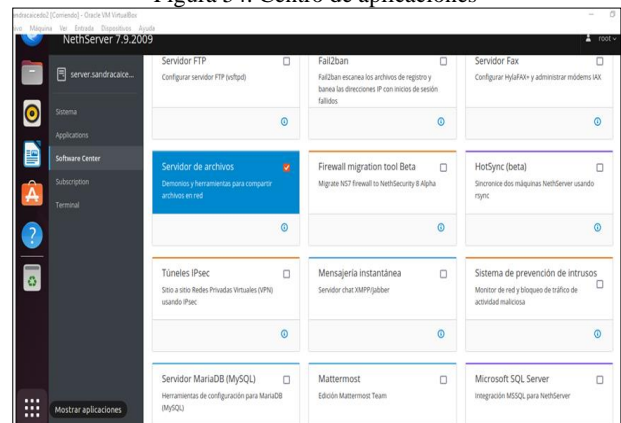 Figura 34. Centro de aplicaciones
[Corriendo] - Oracle VM VirtualBox
Máquina Ver Entrada Dispositivos Ayuda
NethServer 7.9.2009
root
server.sandracaice...
Sistema
Applications
Software Center
Subscription
Terminal
Servidor FTP
Configurar servidor FTP (vsftpd)
Fail2ban
Fail2ban escanea los archivos de registro y
banea las direcciones IP con inicios de sesión
fallidos
Servidor Fax
Configurar HylaFAX+ y administrar módems IAX
Servidor de archivos
Demonios y herramientas para compartir
archivos en red
Firewall migration tool Beta
Migrate NS7 firewall to NethSecurity 8 Alpha
HotSync (beta)
Sincronice dos máquinas NethServer usando
rsync
Túneles IPsec
Sitio a sitio Redes Privadas Virtuales (VPN)
usando IPsec
Mensajería instantánea
Servidor chat XMPP/Jabber
Sistema de prevención de intrusos
Monitor de red y bloqueo de tráfico de
actividad maliciosa
Servidor MariaDB (MySQL)
Herramientas de configuración para MariaDB
(MySQL)
Mattermost
Edición Mattermost Team
Microsoft SQL Server
Integración MSSQL para NethServer
Mostrar aplicaciones